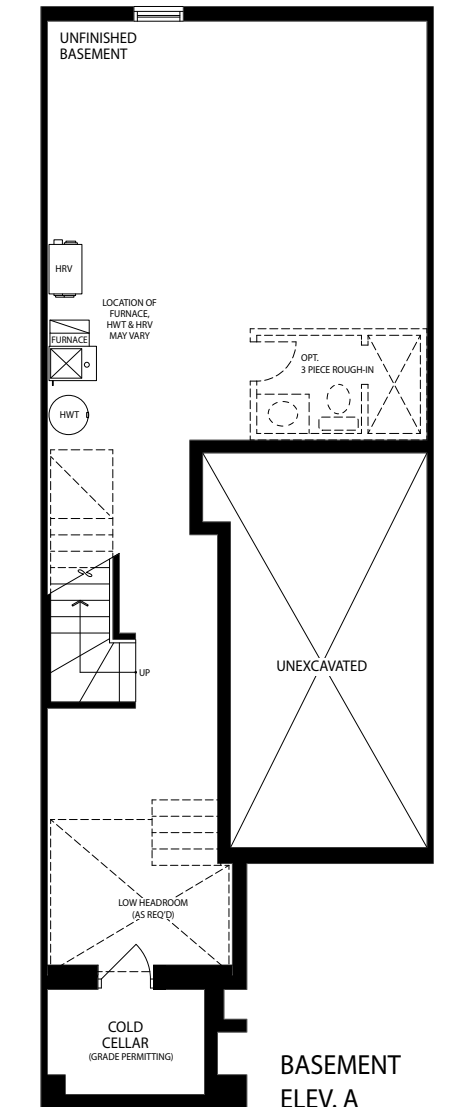 UNFINISHED
BASEMENT
HRV
LOCATION OF
FURNACE,
HWT & HRV
MAY VARY
FURNACE
OPT.
3 PIECE ROUGH-IN
HWT
UNEXCAVATED
UP
LOW HEADROOM
(AS REQ'D)
COLD
CELLAR
(GRADE PERMITTING)
BASEMENT
ELEV. A